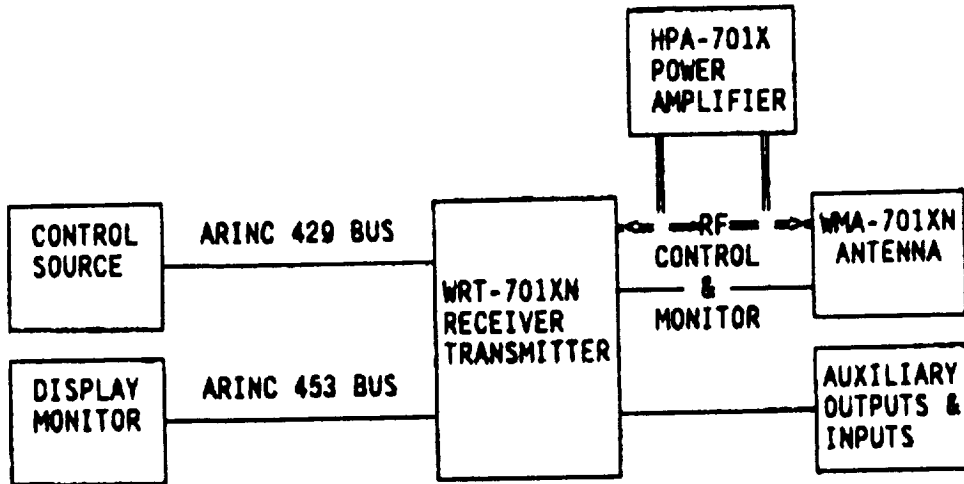 HPA-701X
POWER
AMPLIFIER
CONTROL
SOURCE
ARINC 429 BUS
WRT-701XN
RECEIVER
TRANSMITTER
RF
CONTROL
&
MONITOR
WMA-701XN
ANTENNA
DISPLAY
MONITOR
ARINC 453 BUS
AUXILIARY
OUTPUTS &
INPUTS